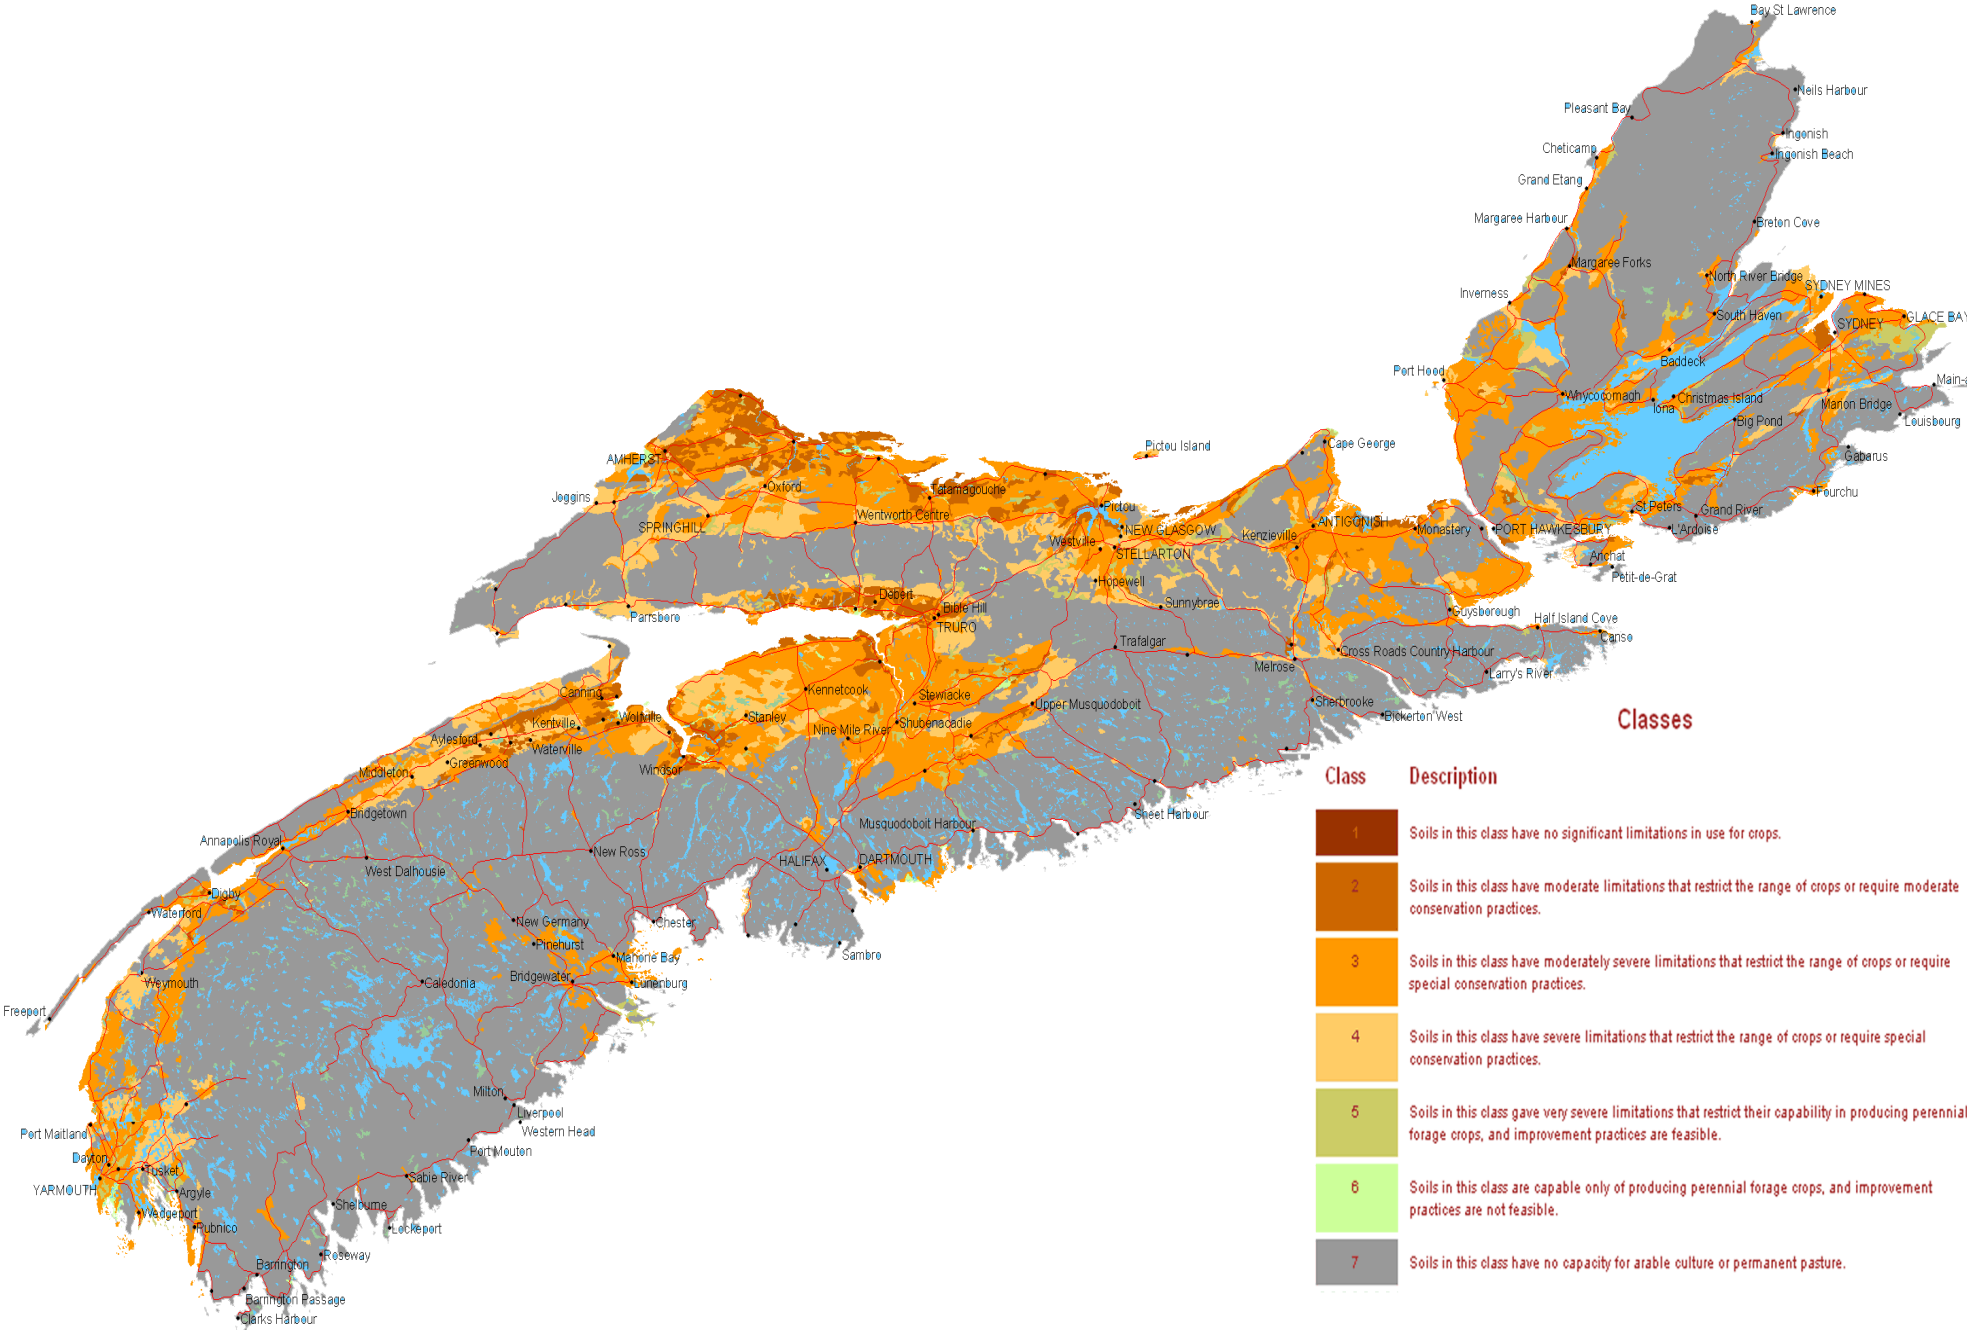 Bay St Lawrence
Neils Harbour
Pleasant Bay
Ingonish
Cheticamp
Ingonish Beach
Grand Etang
Margaree Harbour
Breton Cove
Margaree Forks
North River Bridge
SYDNEY MINES
Inverness
South Haven
GLACE BAY
SYDNEY
Baddeck
Port Hood
Main-a
Whycocomagh
Iona
Christmas Island
Marion Bridge
Big Pond
Louisbourg
Pictou Island
Cape George
Gabarus
AMHERST
Oxford
Joggins
Tatamagouche
Fourchu
Pictou
St Peters
Grand River
Wentworth Centre
SPRINGHILL
ANTIGONISH
Monastery
PORT HAWKESBURY
L'Ardoise
NEW GLASGOW
Kenzieville
Westville
STELLARTON
Arichat
Petit-de-Grat
Hopewell
Debert
Bible Hill
Sunnybrae
Guysborough
Half Island Cove
Parrsboro
TRURO
Canso
Trafalgar
Cross Roads Country Harbour
Melrose
Larry's River
Canning
Kennetcook
Stewiacke
Upper Musquodoboit
Sherbrooke
Bickerton West
Kentville
Wolfville
Stanley
Shubenacadie
Nine Mile River
Aylesford
Waterville
Greenwood
Middleton
Windsor
Bridgetown
Sheet Harbour
Musquodoboit Harbour
Annapolis Royal
New Ross
HALIFAX
DARTMOUTH
West Dalhousie
Digby
Waterford
New Germany
Chester
Pinehurst
Mahone Bay
Sambro
Bridgewater
Lunenburg
Weymouth
Caledonia
Freeport
Milton
Liverpool
Western Head
Port Maitland
Port Mouton
Dayton
Tusket
Sable River
YARMOUTH
Argyle
Shelburne
Wedgeport
Pubnico
Lockeport
Roseway
Barrington
Barrington Passage
Clarks Harbour
Classes
Class Description
1 Soils in this class have no significant limitations in use for crops.
2 Soils in this class have moderate limitations that restrict the range of crops or require moderate
conservation practices.
3 Soils in this class have moderately severe limitations that restrict the range of crops or require
special conservation practices.
4 Soils in this class have severe limitations that restrict the range of crops or require special
conservation practices.
5 Soils in this class gave very severe limitations that restrict their capability in producing perennial
forage crops, and improvement practices are feasible.
6 Soils in this class are capable only of producing perennial forage crops, and improvement
practices are not feasible.
7 Soils in this class have no capacity for arable culture or permanent pasture.